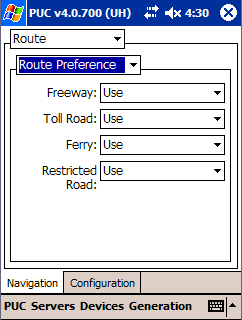 PUC v4.0.700 (UH) 4:30
Route
Route Preference
Freeway: Use
Toll Road: Use
Ferry: Use
Restricted Road: Use
Navigation Configuration
PUC Servers Devices Generation